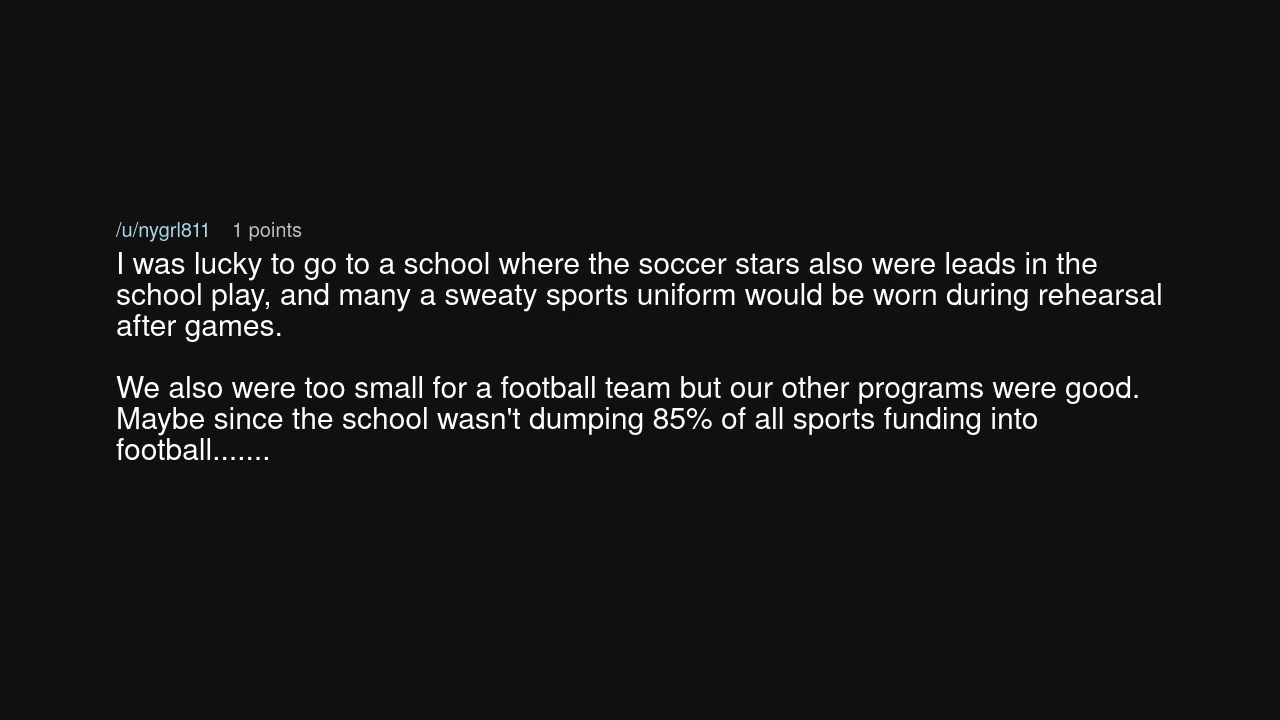 /u/nygrl811 1 points
I was lucky to go to a school where the soccer stars also were leads in the
school play, and many a sweaty sports uniform would be worn during rehearsal
after games.
We also were too small for a football team but our other programs were good.
Maybe since the school wasn't dumping 85% of all sports funding into
football.......